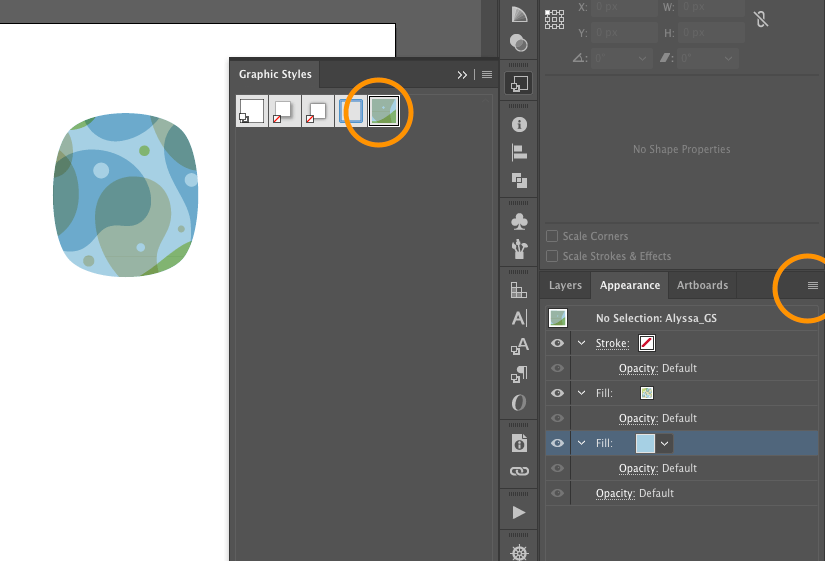 X: 0 px W: 0 px
Y: 0 px H: 0 px
0° 0°
Graphic Styles
No Shape Properties
Scale Corners
Scale Strokes & Effects
Layers Appearance Artboards
No Selection: Alyssa_GS
Stroke:
Opacity: Default
Fill:
Opacity: Default
Fill:
Opacity: Default
Opacity: Default